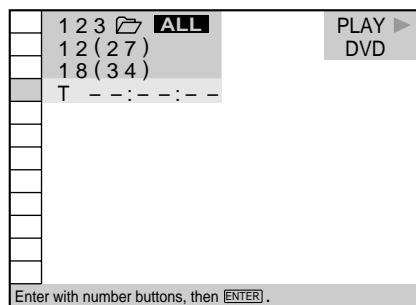 1 2 3 ALL
PLAY
1 2 ( 2 7 )
DVD
1 8 ( 3 4 )
T – – : – – : – –
Enter with number buttons, then ENTER .